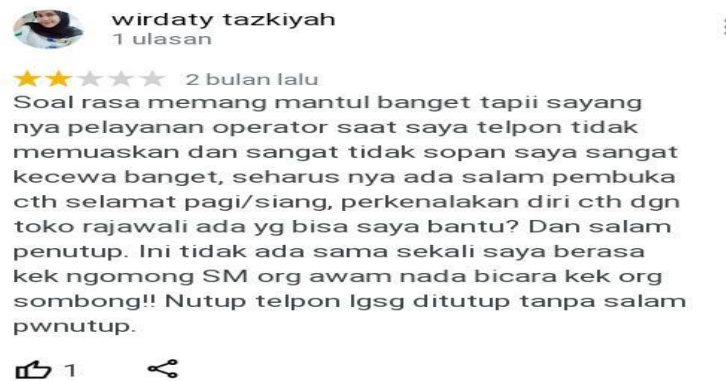 wirdaty tazkiyah
1 ulasan
2 bulan lalu
Soal rasa memang mantul banget tapii sayang
nya pelayanan operator saat saya telpon tidak
memuaskan dan sangat tidak sopan saya sangat
kecewa banget, seharus nya ada salam pembuka
cth selamat pagi/siang, perkenalakan diri cth dgn
toko rajawali ada yg bisa saya bantu? Dan salam
penutup. Ini tidak ada sama sekali saya berasa
kek ngomong SM org awam nada bicara kek org
sombong!! Nutup telpon lgsg ditutup tanpa salam
pwnutup.
1